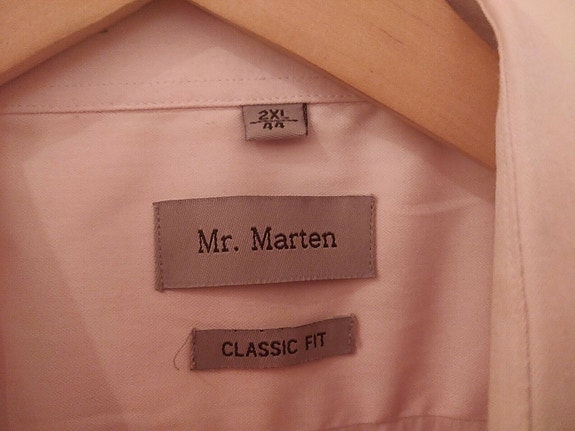 2XL
44
Mr. Marten
CLASSIC FIT